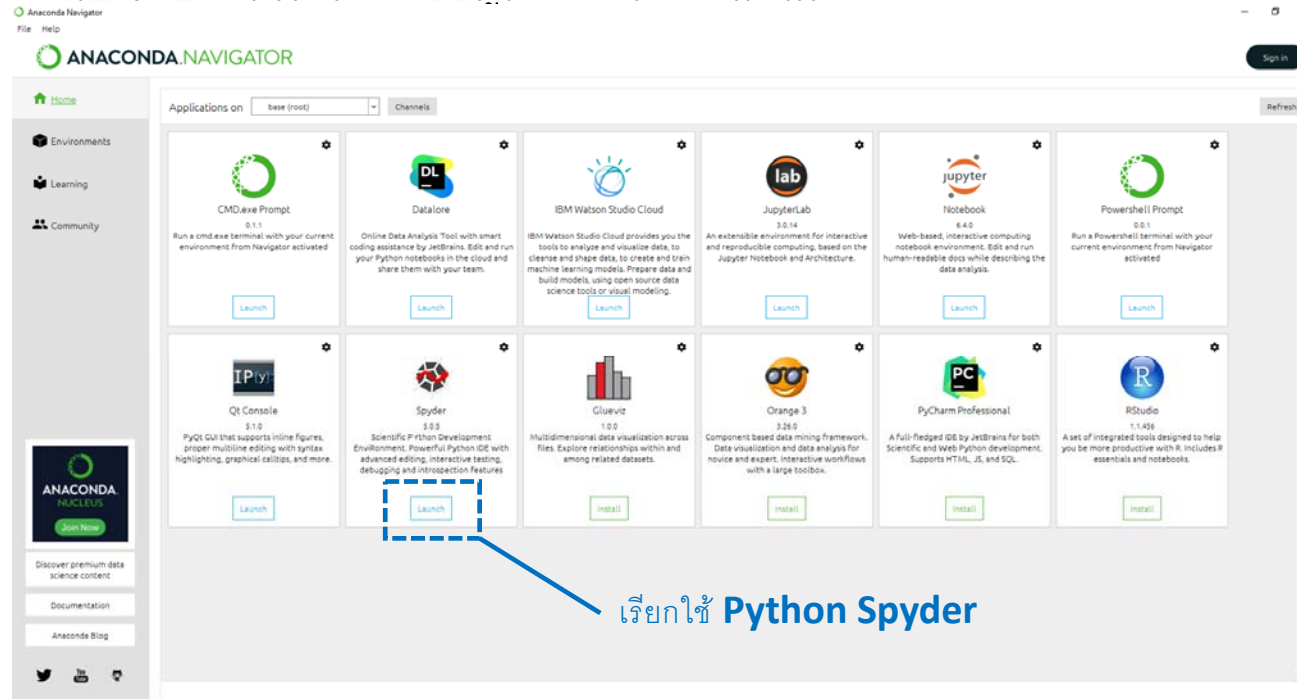 Anaconda Navigator
File Help
ANACONDA.NAVIGATOR
Sign in
Home
Applications on base (root) Channels
Refresh
Environments
Learning
Community
CMD.exe Prompt
0.1.1
Run a cmd.exe terminal with your current
environment from Navigator activated
Launch
DL
Datalore
Online Data Analysis Tool with smart
coding assistance by JetBrains. Edit and run
your Python notebooks in the cloud and
share them with your team.
Launch
IBM Watson Studio Cloud
IBM Watson Studio Cloud provides you the
tools to analyze and visualize data, to
cleanse and shape data, to create and train
machine learning models. Prepare data and
build models, using open source data
science tools or visual modeling.
Launch
lab
JupyterLab
3.0.14
An extensible environment for interactive
and reproducible computing, based on the
Jupyter Notebook and Architecture.
Launch
jupyter
Notebook
6.4.0
Web-based, interactive computing
notebook environment. Edit and run
human-readable docs while describing the
data analysis.
Launch
Powershell Prompt
0.0.1
Run a Powershell terminal with your
current environment from Navigator
activated
Launch
IP[y]:
Qt Console
5.1.0
PyQt GUI that supports inline figures,
proper multiline editing with syntax
highlighting, graphical calltips, and more.
Launch
Spyder
5.0.5
Scientific Python Development
EnviRonment. Powerful Python IDE with
advanced editing, interactive testing,
debugging and introspection features
Launch
Glueviz
1.0.0
Multidimensional data visualization across
files. Explore relationships within and
among related datasets.
Install
Orange 3
3.26.0
Component based data mining framework.
Data visualization and data analysis for
novice and expert. Interactive workflows
with a large toolbox.
Install
PC
PyCharm Professional
A full-fledged IDE by JetBrains for both
Scientific and Web Python development.
Supports HTML, JS, and SQL.
Install
R
RStudio
1.1.456
A set of integrated tools designed to help
you be more productive with R. Includes R
essentials and notebooks.
Install
ANACONDA.
NUCLEUS
Join Now
Discover premium data
science content
Documentation
Anaconda Blog
You
Tube
เรียกใช้ Python Spyder